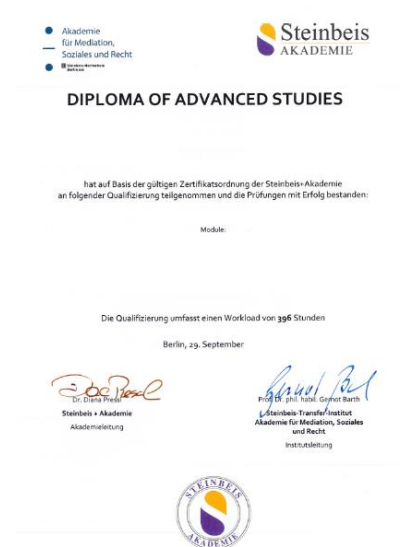 Akademie
für Mediation,
Soziales und Recht
Steinbeis
AKADEMIE
DIPLOMA OF ADVANCED STUDIES
hat auf Basis der gültigen Zertifikatsordnung der Steinbeis+Akademie
an folgender Qualifizierung teilgenommen und die Prüfungen mit Erfolg bestanden:
Module:
Die Qualifizierung umfasst einen Workload von 396 Stunden
Berlin, 29. September
Dr. Diana Pressl
Prof. Dr. phil. habil. Gernot Barth
Steinbeis + Akademie
Akademieleitung
Steinbeis-Transfer-Institut
Akademie für Mediation, Soziales
und Recht
Institutsleitung
STEINBEIS
AKADEMIE